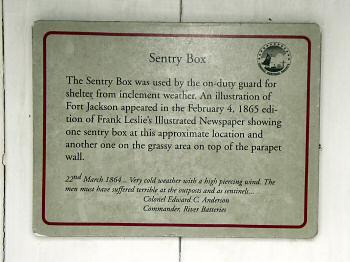 Sentry Box
The Sentry Box was used by the on-duty guard for
shelter from inclement weather. An illustration of
Fort Jackson appeared in the February 4, 1865 edi-
tion of Frank Leslie's Illustrated Newspaper showing
one sentry box at this approximate location and
another one on the grassy area on top of the parapet
wall.
22nd March 1864... Very cold weather with a high piercing wind. The
men must have suffered terrible at the outposts and as sentinels...
Colonel Edward C. Anderson
Commander, River Batteries